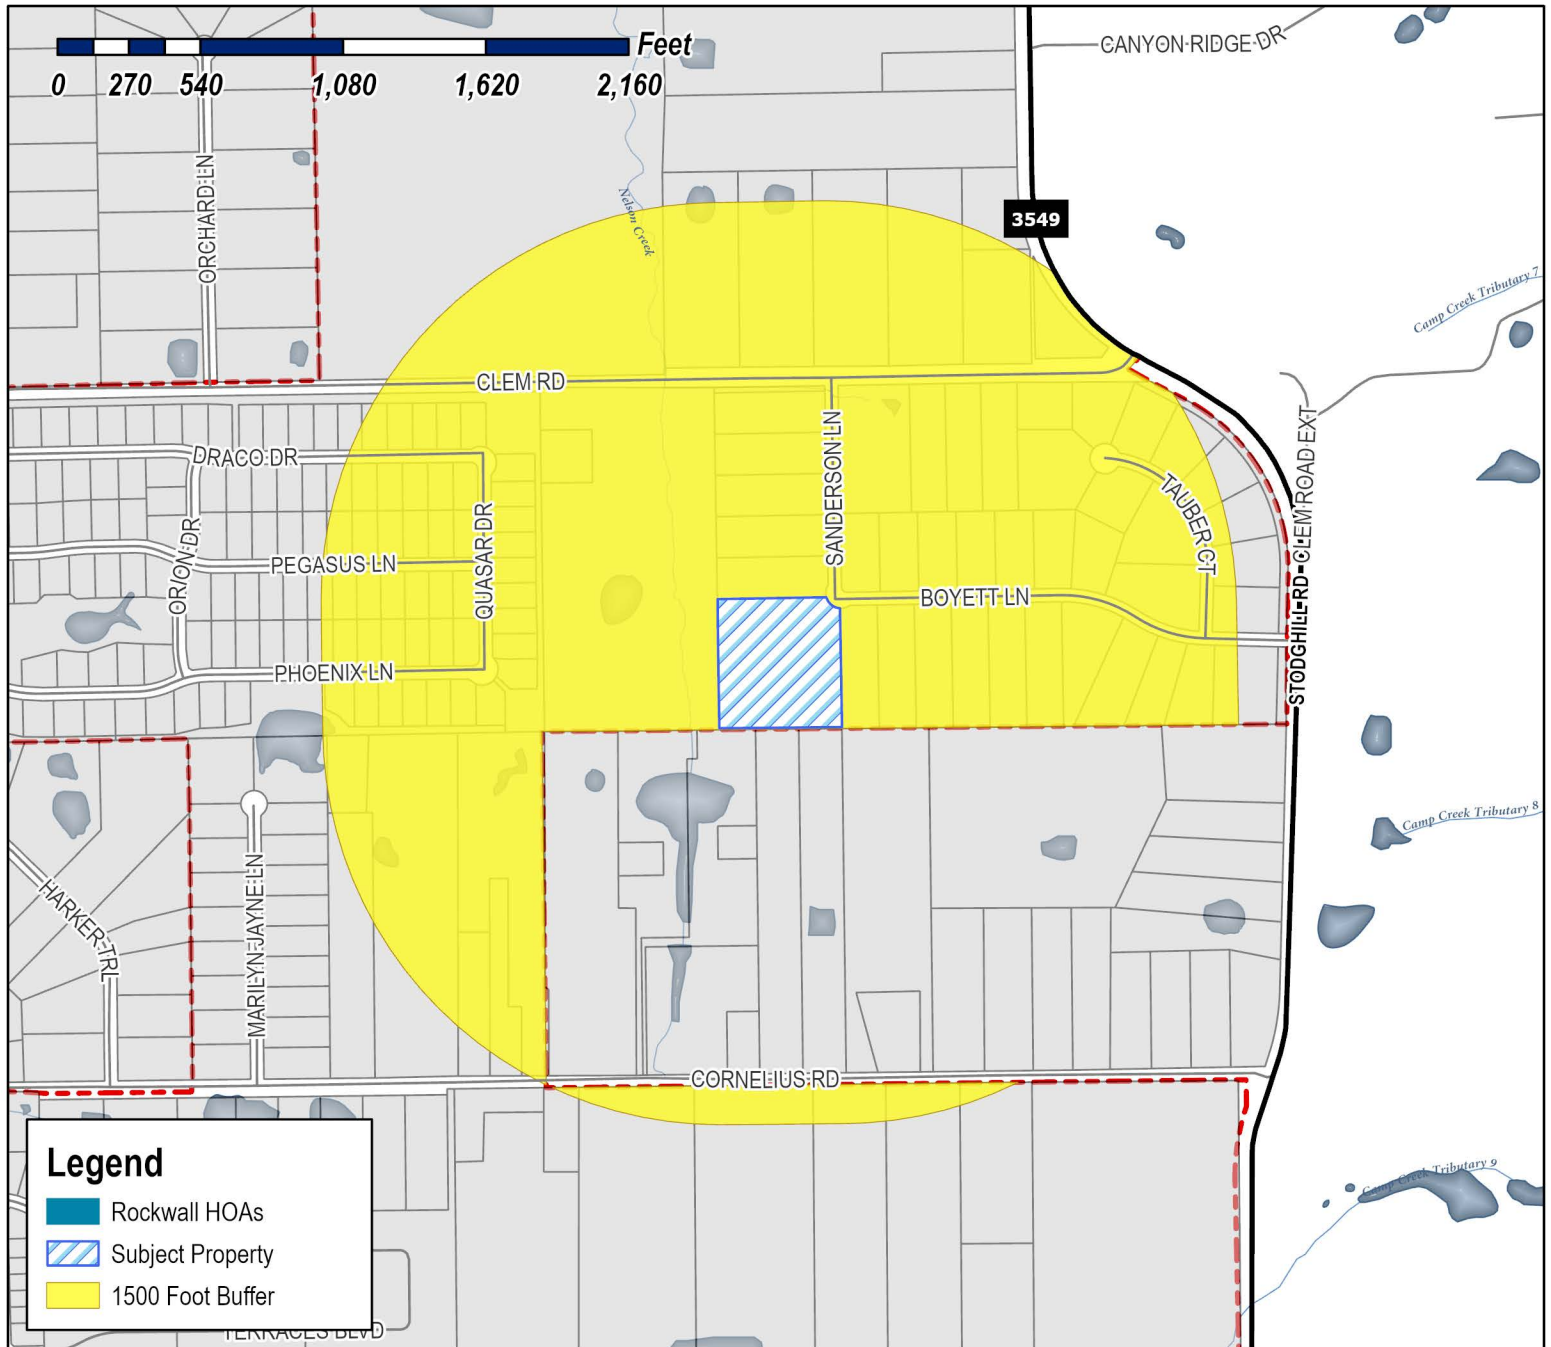 Feet
0 270 540 1,080 1,620 2,160
CANYON RIDGE DR
ORCHARD LN
Nelson Creek
3549
Camp Creek Tributary 7
CLEM RD
DRACO DR
SANDERSON LN
TAUBER CT
STODGHILL RD-CLEM ROAD EXT
ORION DR
PEGASUS LN
QUASAR DR
BOYETT LN
PHOENIX LN
Camp Creek Tributary 8
HARKER TRL
MARILYN JAYNE LN
CORNELIUS RD
Camp Creek Tributary 9
Legend
Rockwall HOAs
Subject Property
1500 Foot Buffer
TERRACES BLVD